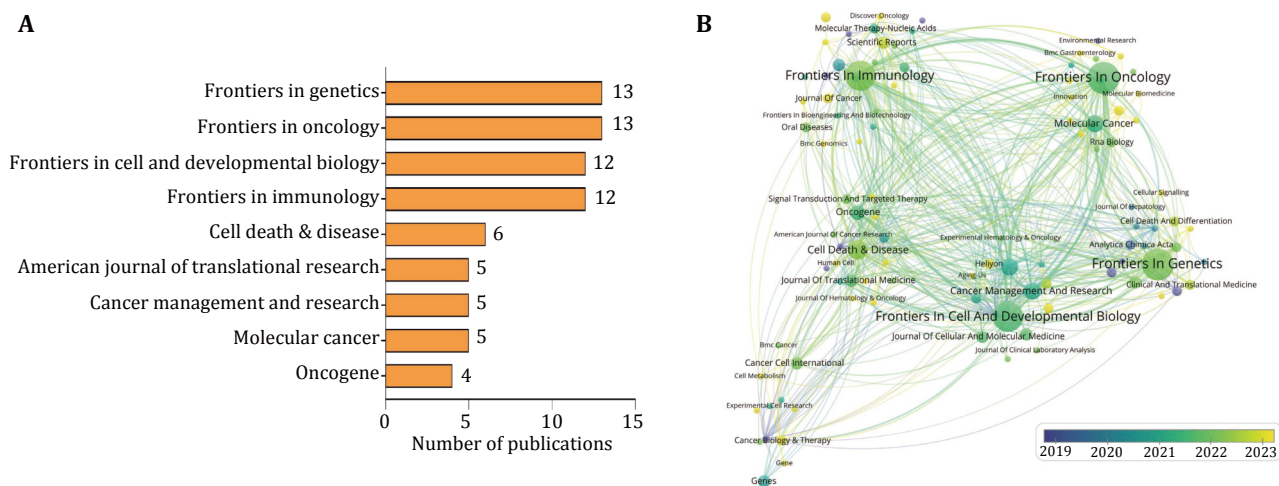 A
Frontiers in genetics
13
Frontiers in oncology
13
Frontiers in cell and developmental biology
12
Frontiers in immunology
12
Cell death & disease
6
American journal of translational research
5
Cancer management and research
5
Molecular cancer
5
Oncogene
4
0 5 10 15
Number of publications
B
Discover Oncology
Molecular Therapy-Nucleic Acids
Scientific Reports
Frontiers In Immunology
Journal Of Cancer
Frontiers In Bioengineering And Biotechnology
Oral Diseases
Bmc Genomics
Environmental Research
Bmc Gastroenterology
Frontiers In Oncology
Innovation
Molecular Biomedicine
Molecular Cancer
Rna Biology
Signal Transduction And Targeted Therapy
Oncogene
American Journal Of Cancer Research
Cell Death & Disease
Human Cell
Journal Of Translational Medicine
Journal Of Hematology & Oncology
Cellular Signalling
Journal Of Hepatology
Cell Death And Differentiation
Analytica Chimica Acta
Frontiers In Genetics
Clinical And Translational Medicine
Experimental Hematology & Oncology
Heliyon
Aging-Us
Cancer Management And Research
Frontiers In Cell And Developmental Biology
Journal Of Cellular And Molecular Medicine
Journal Of Clinical Laboratory Analysis
Bmc Cancer
Cancer Cell International
Cell Metabolism
Experimental Cell Research
Cancer Biology & Therapy
Gene
Genes
2019 2020 2021 2022 2023